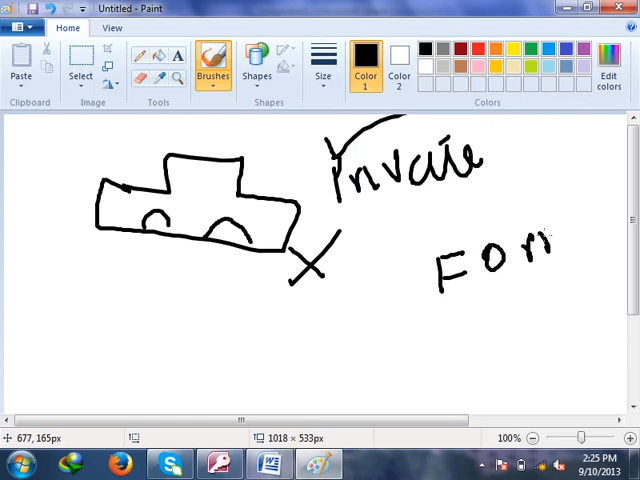 Untitled - Paint
Home View
Paste
Select
Brushes
Shapes
Size
Color 1
Color 2
Edit colors
Clipboard Image Tools Shapes Colors
Private
X
Form
677, 165px
1018 × 533px
100%
2:25 PM
9/10/2013